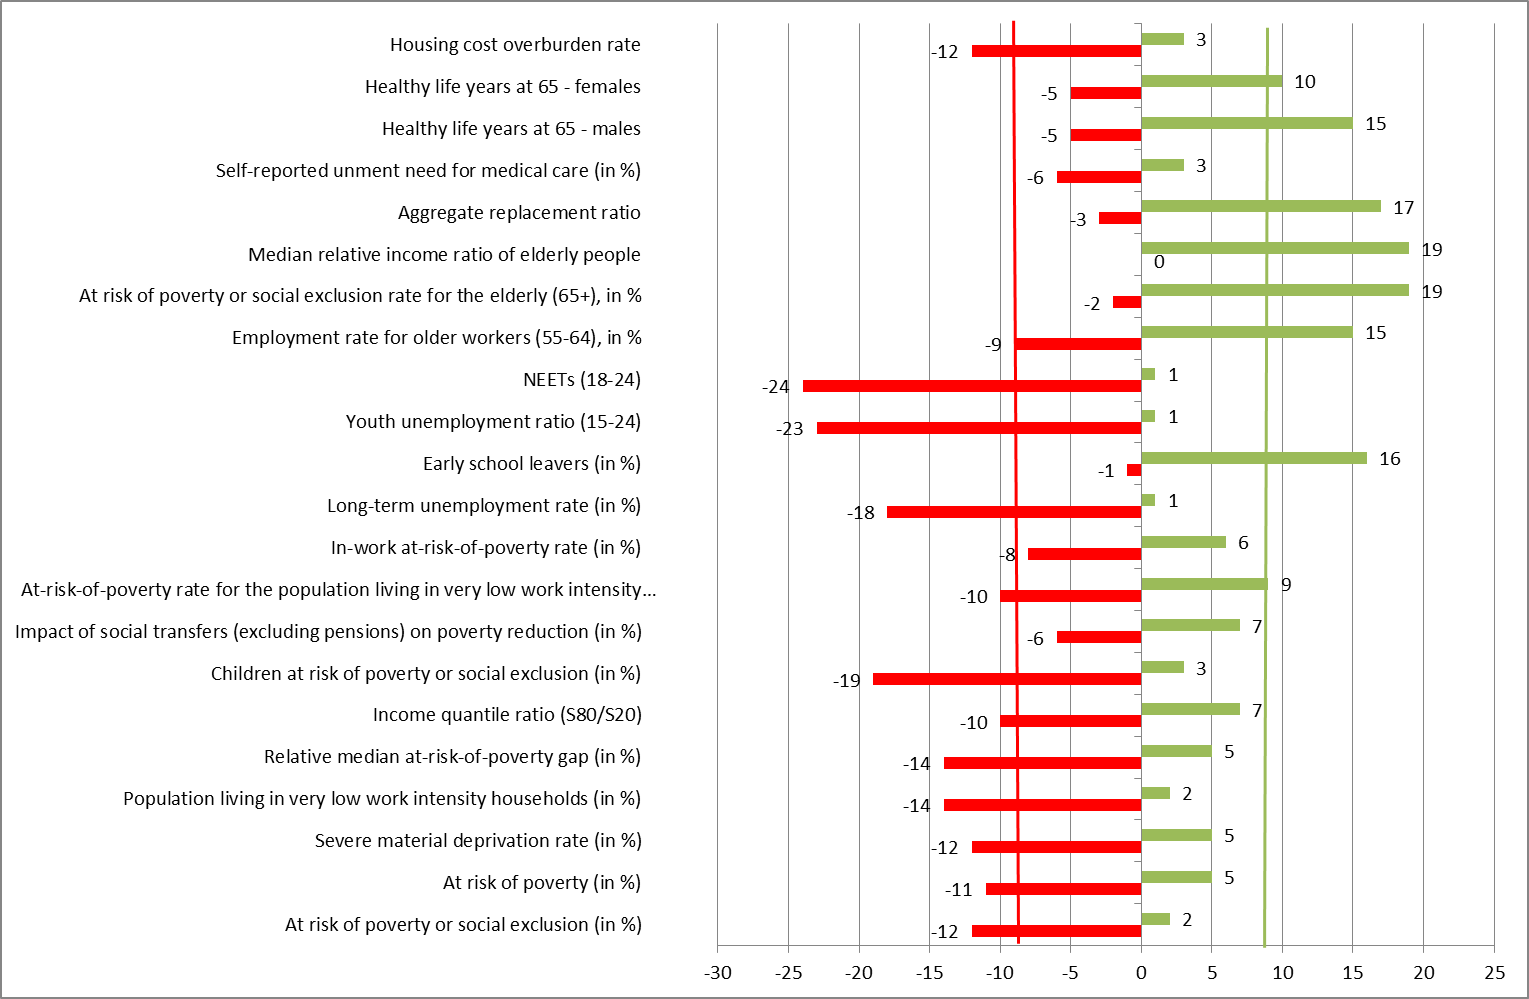 Housing cost overburden rate -12 3
Healthy life years at 65 - females -5 10
Healthy life years at 65 - males -5 15
Self-reported unment need for medical care (in %) -6 3
Aggregate replacement ratio -3 17
Median relative income ratio of elderly people 0 19
At risk of poverty or social exclusion rate for the elderly (65+), in % -2 19
Employment rate for older workers (55-64), in % -9 15
NEETs (18-24) -24 1
Youth unemployment ratio (15-24) -23 1
Early school leavers (in %) -1 16
Long-term unemployment rate (in %) -18 1
In-work at-risk-of-poverty rate (in %) -8 6
At-risk-of-poverty rate for the population living in very low work intensity... -10 9
Impact of social transfers (excluding pensions) on poverty reduction (in %) -6 7
Children at risk of poverty or social exclusion (in %) -19 3
Income quantile ratio (S80/S20) -10 7
Relative median at-risk-of-poverty gap (in %) -14 5
Population living in very low work intensity households (in %) -14 2
Severe material deprivation rate (in %) -12 5
At risk of poverty (in %) -11 5
At risk of poverty or social exclusion (in %) -12 2
-30 -25 -20 -15 -10 -5 0 5 10 15 20 25